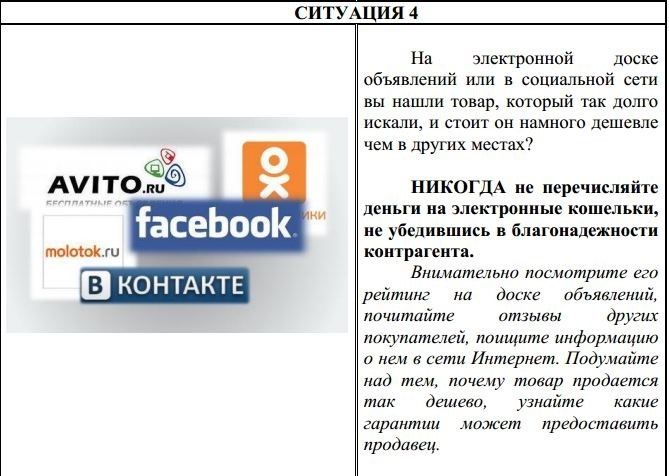 СИТУАЦИЯ 4
AVITO.RU
БЕСПЛАТНЫЕ
facebook
molotok.ru
В КОНТАКТЕ
На электронной доске
объявлений или в социальной сети
вы нашли товар, который так долго
искали, и стоит он намного дешевле
чем в других местах?
НИКОГДА не перечисляйте
деньги на электронные кошельки,
не убедившись в благонадежности
контрагента.
Внимательно посмотрите его
рейтинг на доске объявлений,
почитайте отзывы других
покупателей, поищите информацию
о нем в сети Интернет. Подумайте
над тем, почему товар продается
так дешево, узнайте какие
гарантии может предоставить
продавец.